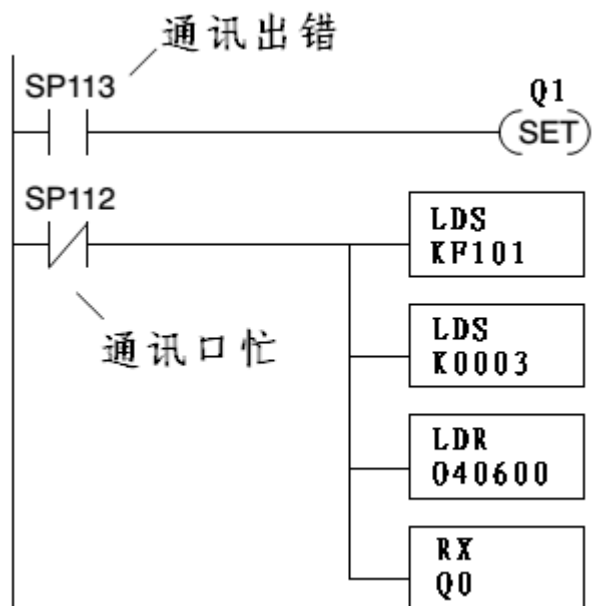 通讯出错
SP113
Q1
SET
SP112
LDS
KF101
通讯口忙
LDS
K0003
LDR
O40600
RX
Q0